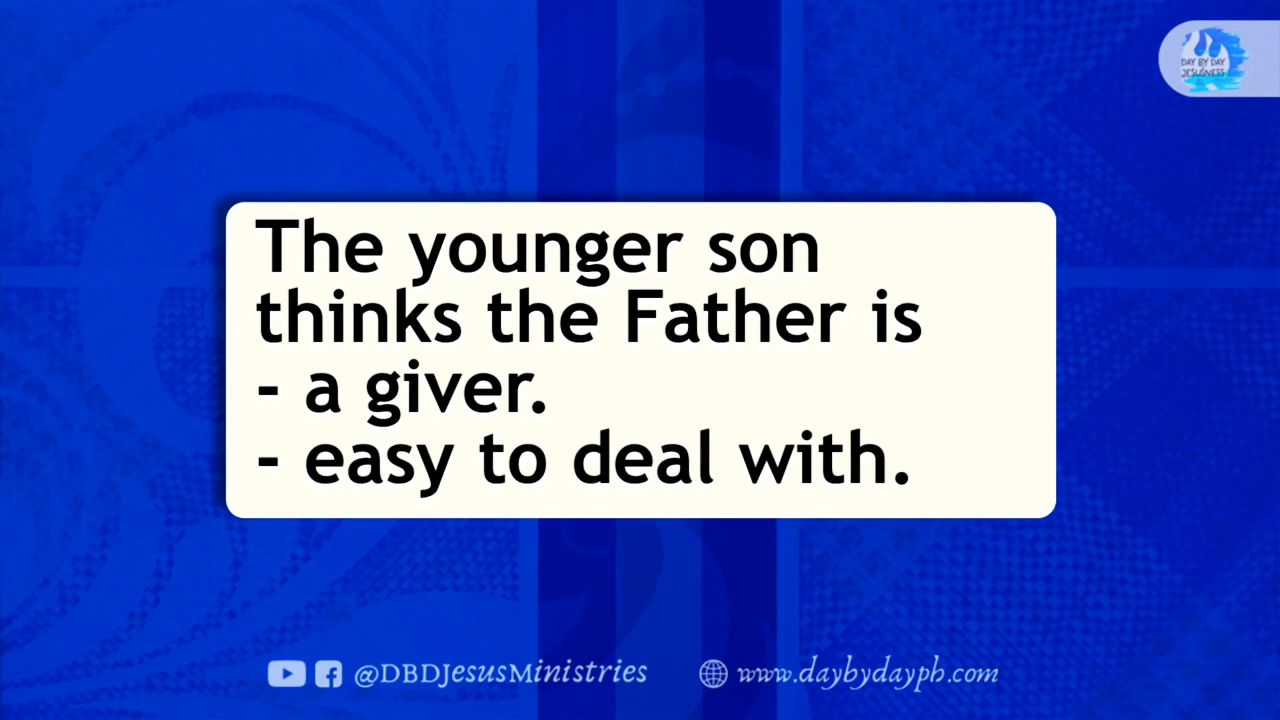 DAY BY DAY
JESUSNESS
The younger son
thinks the Father is
- a giver.
- easy to deal with.
@DBDJesusMinistries
www.daybydayph.com